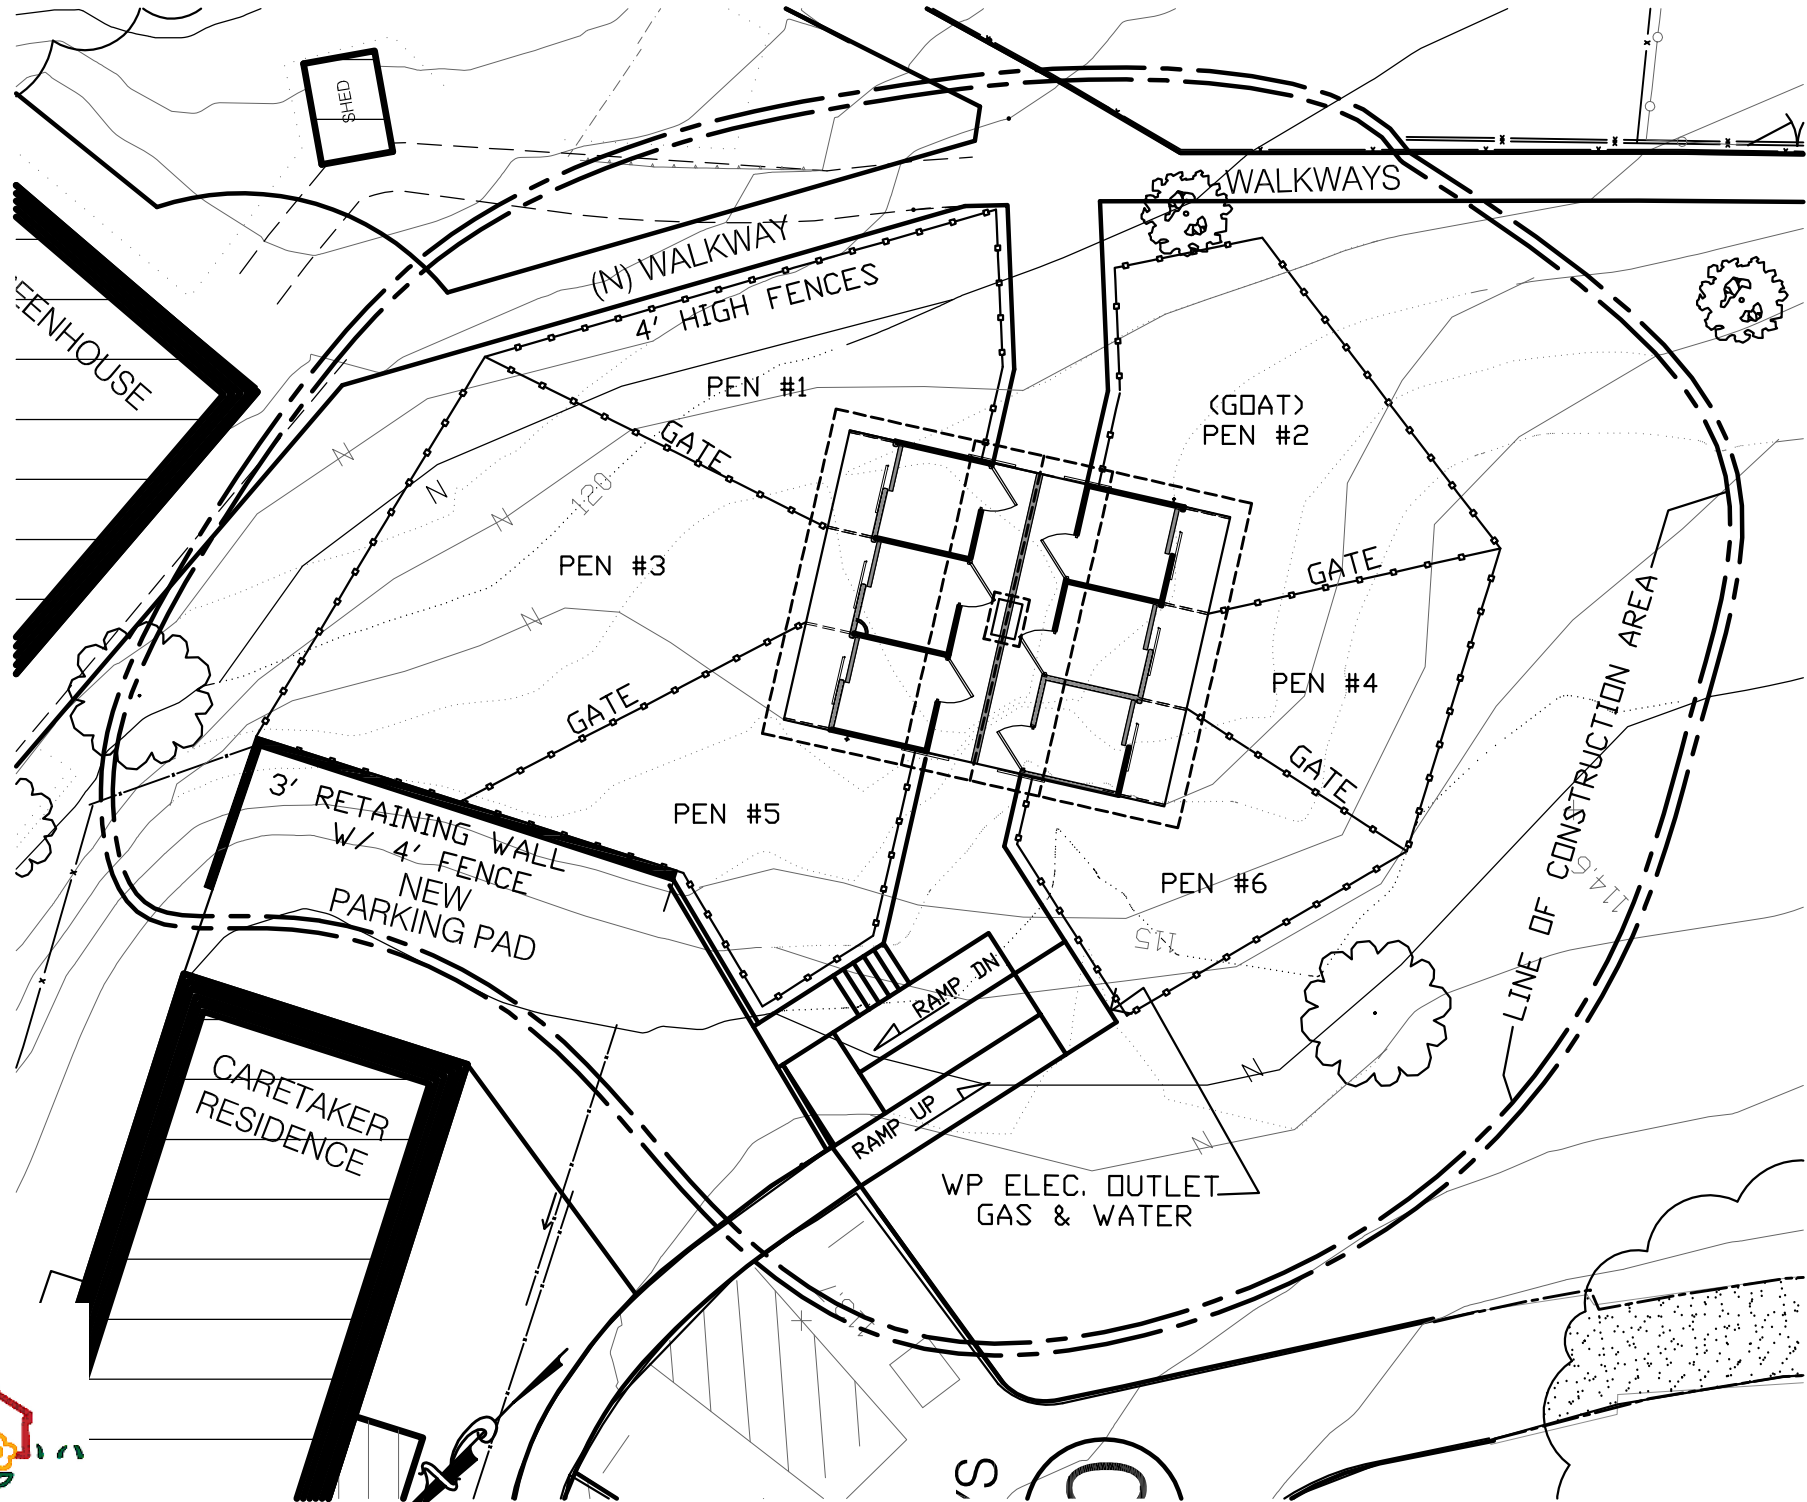 SHED
WALKWAYS
(N) WALKWAY
4' HIGH FENCES
EENHOUSE
PEN #1
(GOAT)
PEN #2
GATE
N
N
N
120
PEN #3
GATE
N
GATE
PEN #4
GATE
LINE OF CONSTRUCTION AREA
3' RETAINING WALL
W/ 4' FENCE
NEW
PARKING PAD
PEN #5
PEN #6
114.6
115
RAMP DN
RAMP UP
N
N
CARETAKER
RESIDENCE
WP ELEC. OUTLET
GAS & WATER
S